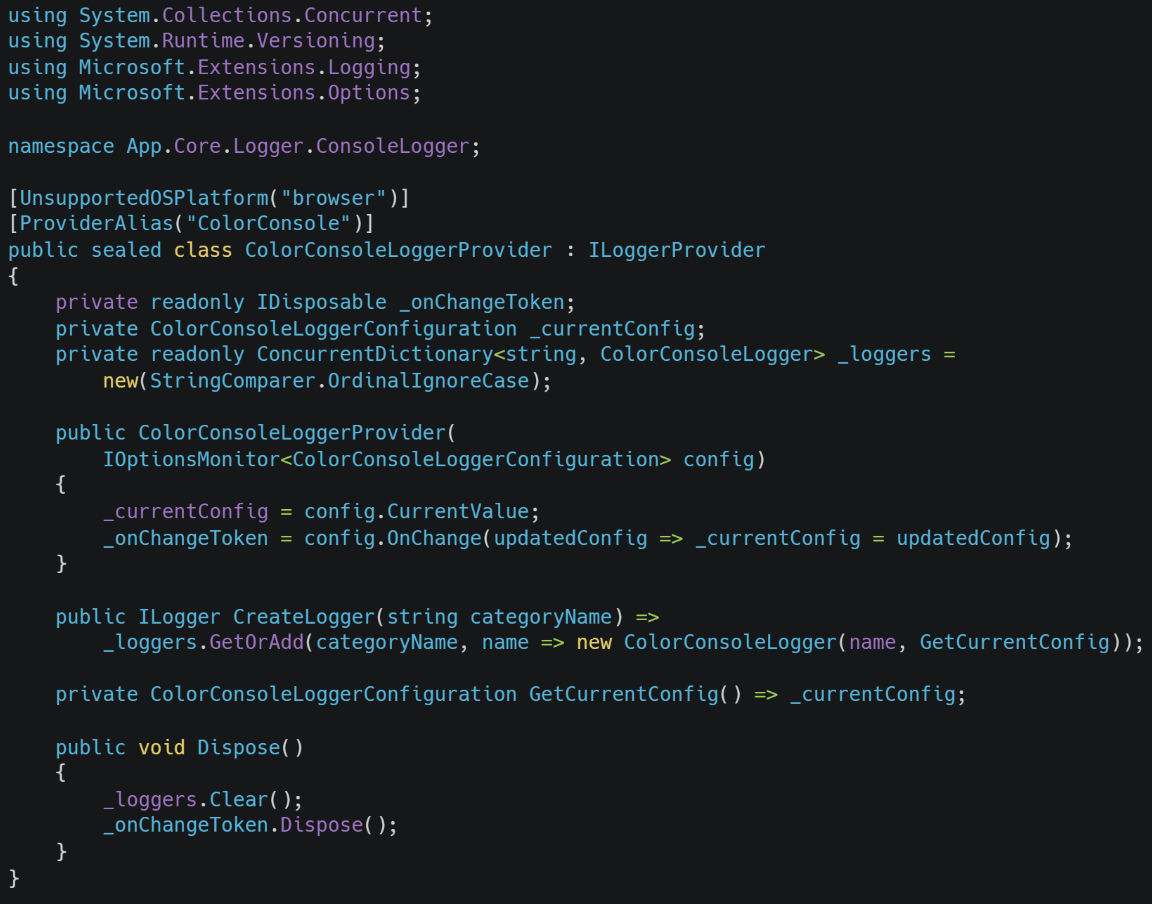 using System.Collections.Concurrent;
using System.Runtime.Versioning;
using Microsoft.Extensions.Logging;
using Microsoft.Extensions.Options;

namespace App.Core.Logger.ConsoleLogger;

[UnsupportedOSPlatform("browser")]
[ProviderAlias("ColorConsole")]
public sealed class ColorConsoleLoggerProvider : ILoggerProvider
{
    private readonly IDisposable _onChangeToken;
    private ColorConsoleLoggerConfiguration _currentConfig;
    private readonly ConcurrentDictionary<string, ColorConsoleLogger> _loggers =
        new(StringComparer.OrdinalIgnoreCase);

    public ColorConsoleLoggerProvider(
        IOptionsMonitor<ColorConsoleLoggerConfiguration> config)
    {
        _currentConfig = config.CurrentValue;
        _onChangeToken = config.OnChange(updatedConfig => _currentConfig = updatedConfig);
    }

    public ILogger CreateLogger(string categoryName) =>
        _loggers.GetOrAdd(categoryName, name => new ColorConsoleLogger(name, GetCurrentConfig));

    private ColorConsoleLoggerConfiguration GetCurrentConfig() => _currentConfig;

    public void Dispose()
    {
        _loggers.Clear();
        _onChangeToken.Dispose();
    }
}